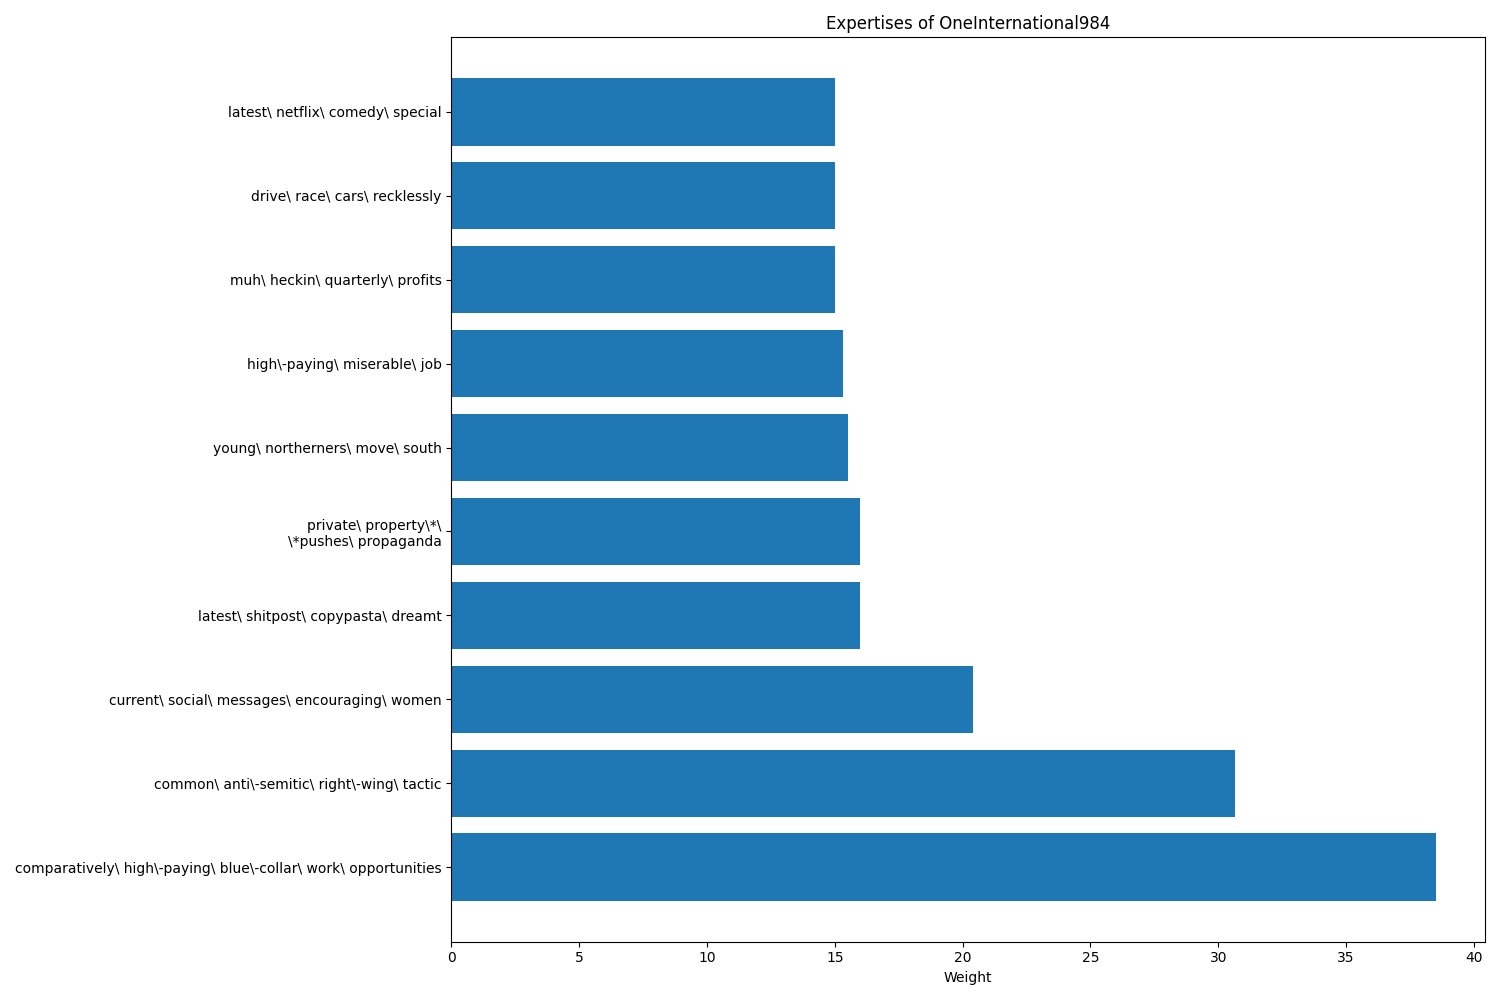 Expertises of OneInternational984
latest\ netflix\ comedy\ special
drive\ race\ cars\ recklessly
muh\ heckin\ quarterly\ profits
high\-paying\ miserable\ job
young\ northerners\ move\ south
private\ property\*\
\*pushes\ propaganda
latest\ shitpost\ copypasta\ dreamt
current\ social\ messages\ encouraging\ women
common\ anti\-semitic\ right\-wing\ tactic
comparatively\ high\-paying\ blue\-collar\ work\ opportunities
0 5 10 15 20 25 30 35 40
Weight